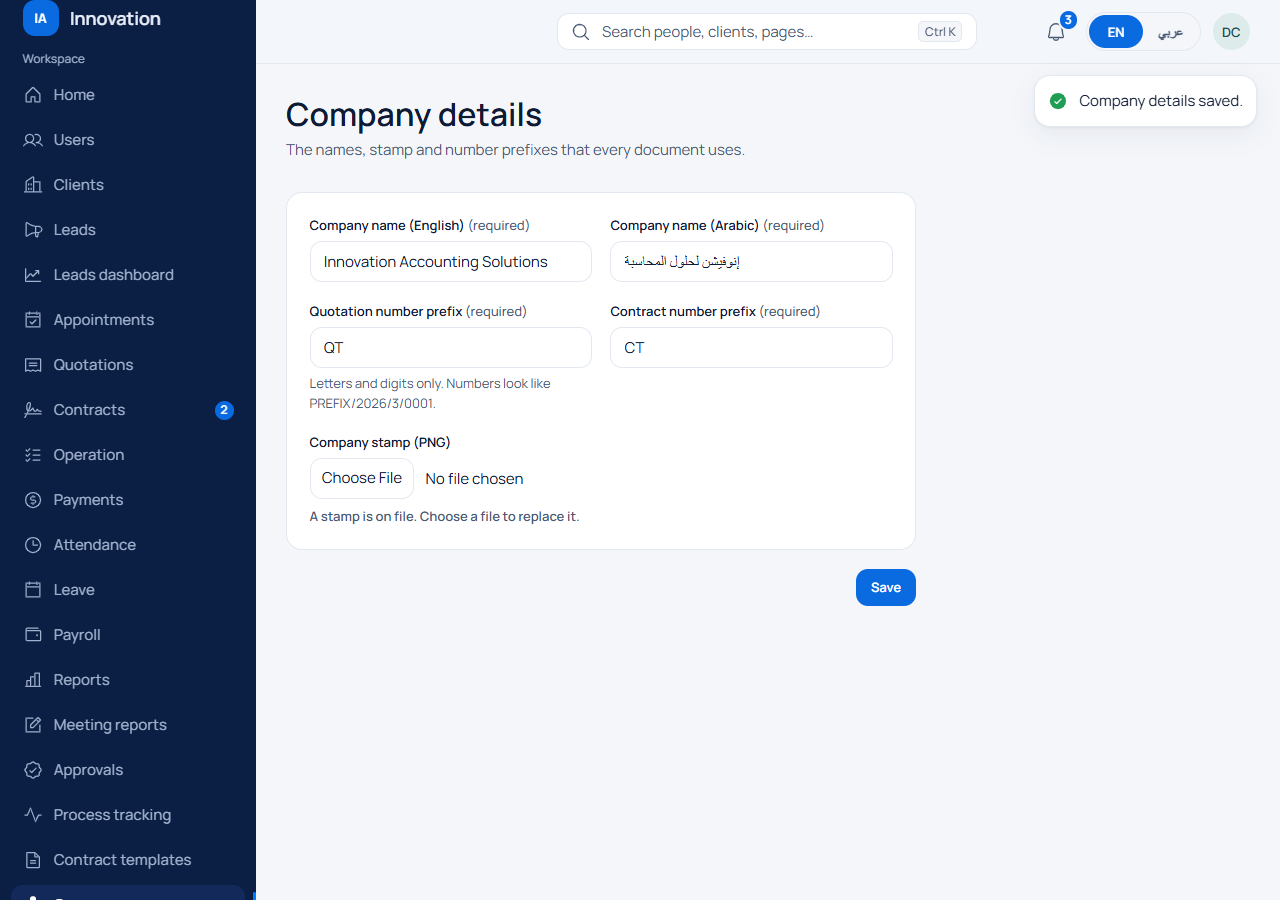 IA Innovation
Workspace
Home
Users
Clients
Leads
Leads dashboard
Appointments
Quotations
Contracts 2
Operation
Payments
Attendance
Leave
Payroll
Reports
Meeting reports
Approvals
Process tracking
Contract templates
Search people, clients, pages... Ctrl K
3
EN عربي DC
Company details saved.
Company details
The names, stamp and number prefixes that every document uses.
Company name (English) (required)
Innovation Accounting Solutions
Company name (Arabic) (required)
إنوفيشن لحلول المحاسبة
Quotation number prefix (required)
QT
Letters and digits only. Numbers look like
PREFIX/2026/3/0001.
Contract number prefix (required)
CT
Company stamp (PNG)
Choose File No file chosen
A stamp is on file. Choose a file to replace it.
Save